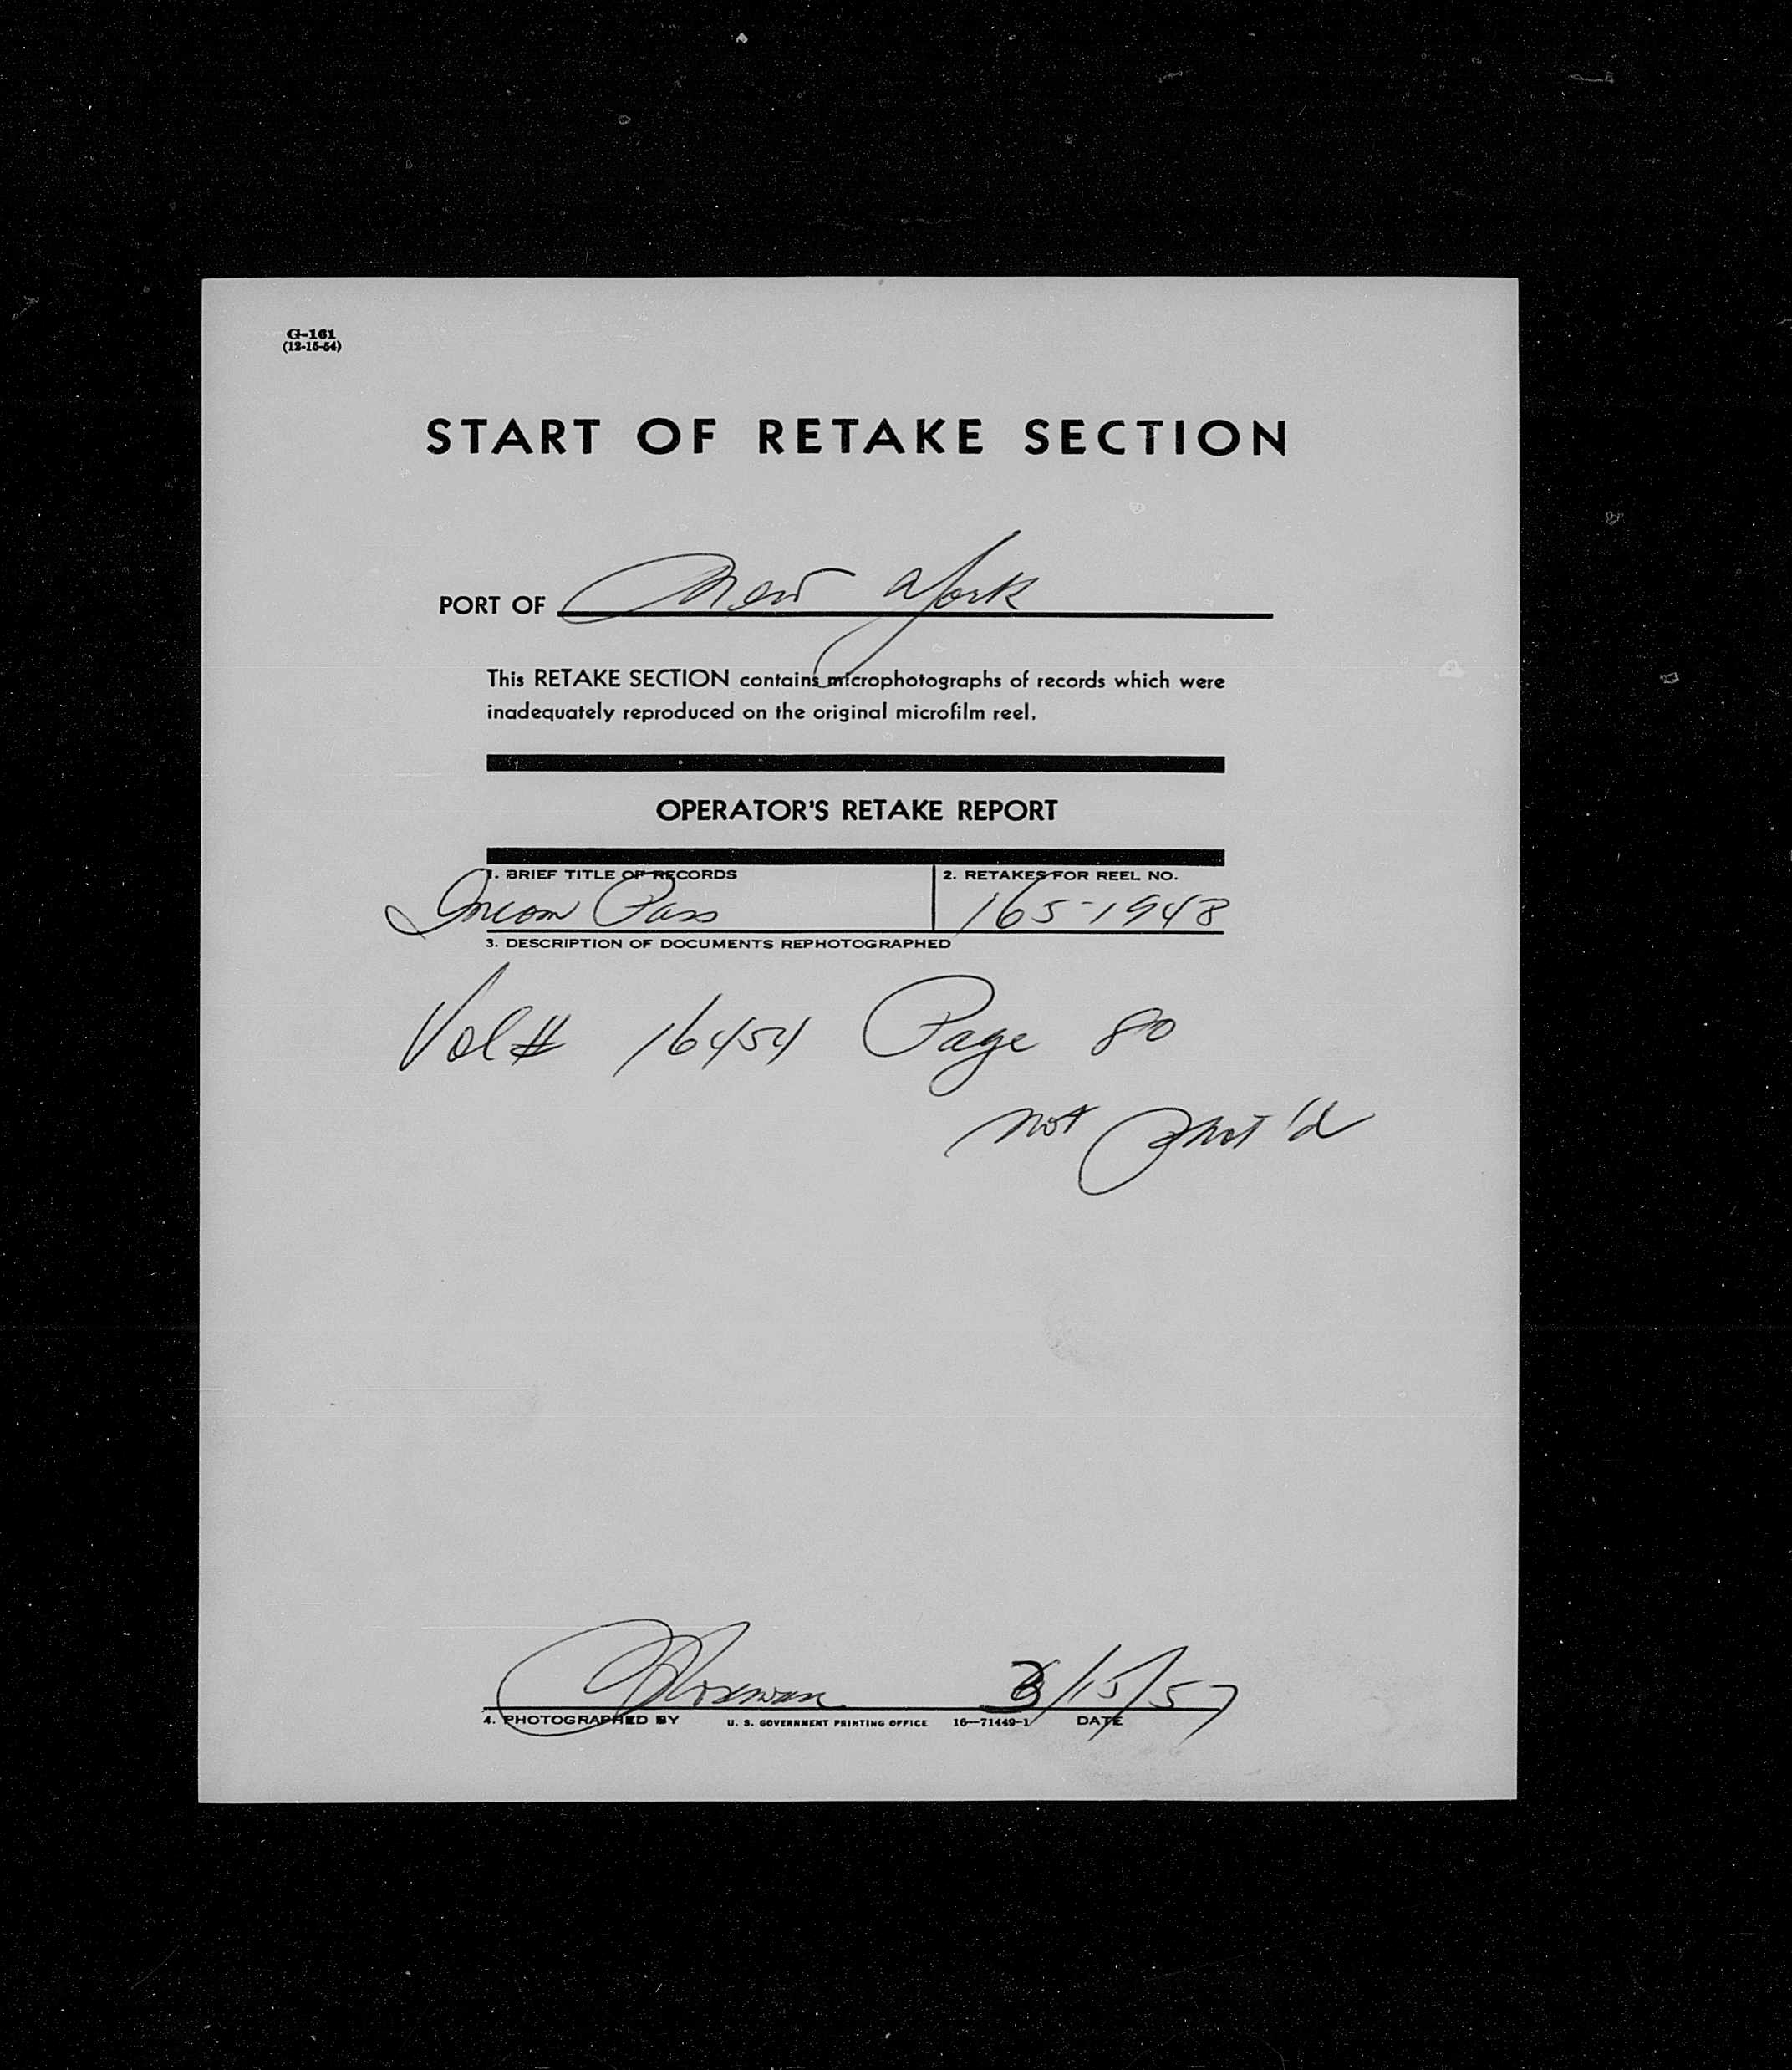 G-161
(12-15-54)
START OF RETAKE SECTION
PORT OF New York
This RETAKE SECTION contains microphotographs of records which were
inadequately reproduced on the original microfilm reel.
OPERATOR'S RETAKE REPORT
1. BRIEF TITLE OF RECORDS 2. RETAKES FOR REEL NO.
Incom Pass 165-1948
3. DESCRIPTION OF DOCUMENTS REPHOTOGRAPHED
Vol# 16454 Page 80
not phot'd
3/15/57
4. PHOTOGRAPHED BY U. S. GOVERNMENT PRINTING OFFICE 16—71449-1 DATE